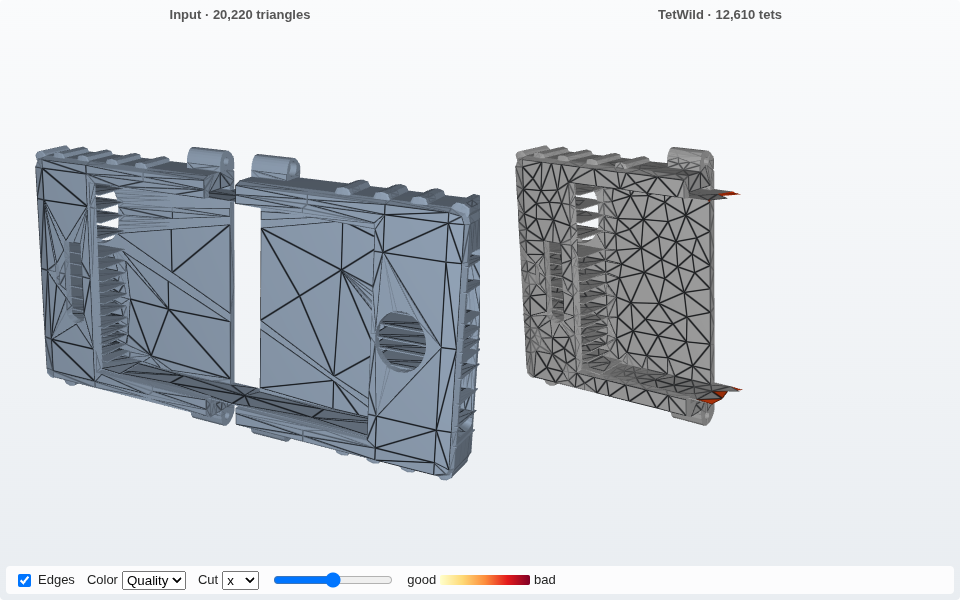 Input · 20,220 triangles
TetWild · 12,610 tets
Edges Color Quality Cut x good bad